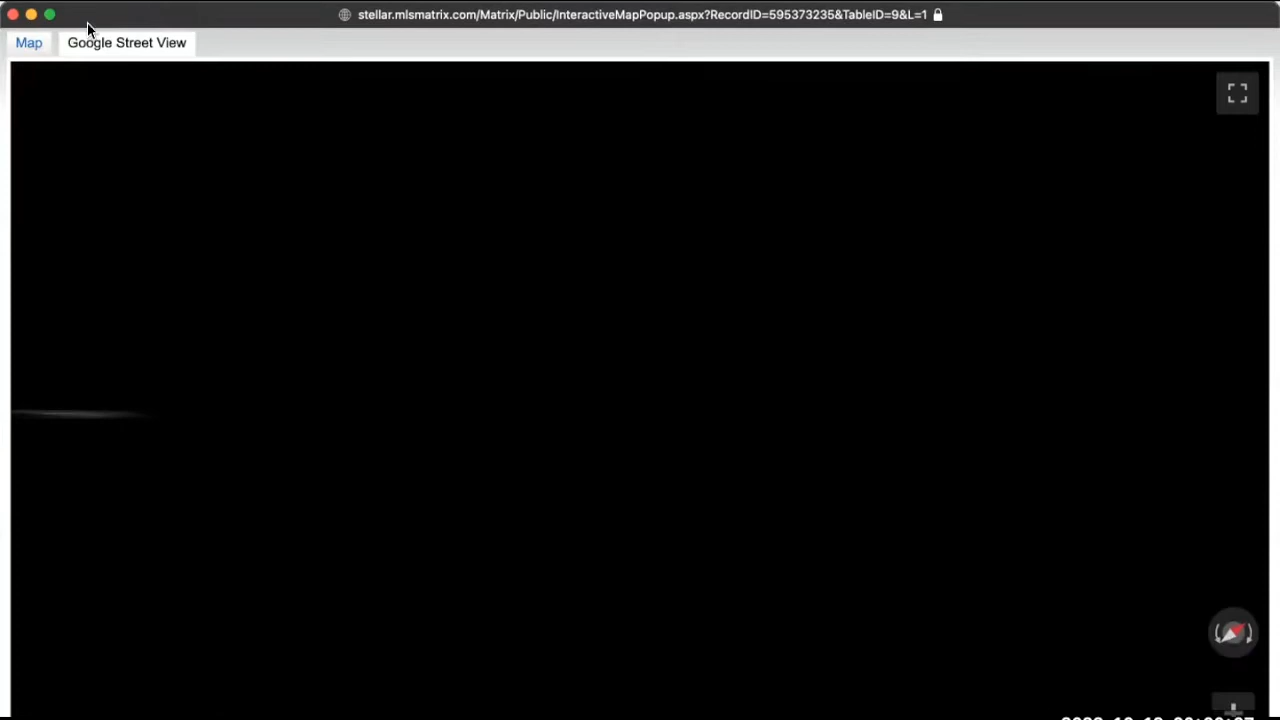 stellar.mlsmatrix.com/Matrix/Public/InteractiveMapPopup.aspx?RecordID=595373235&TableID=9&L=1
Map
Google Street View